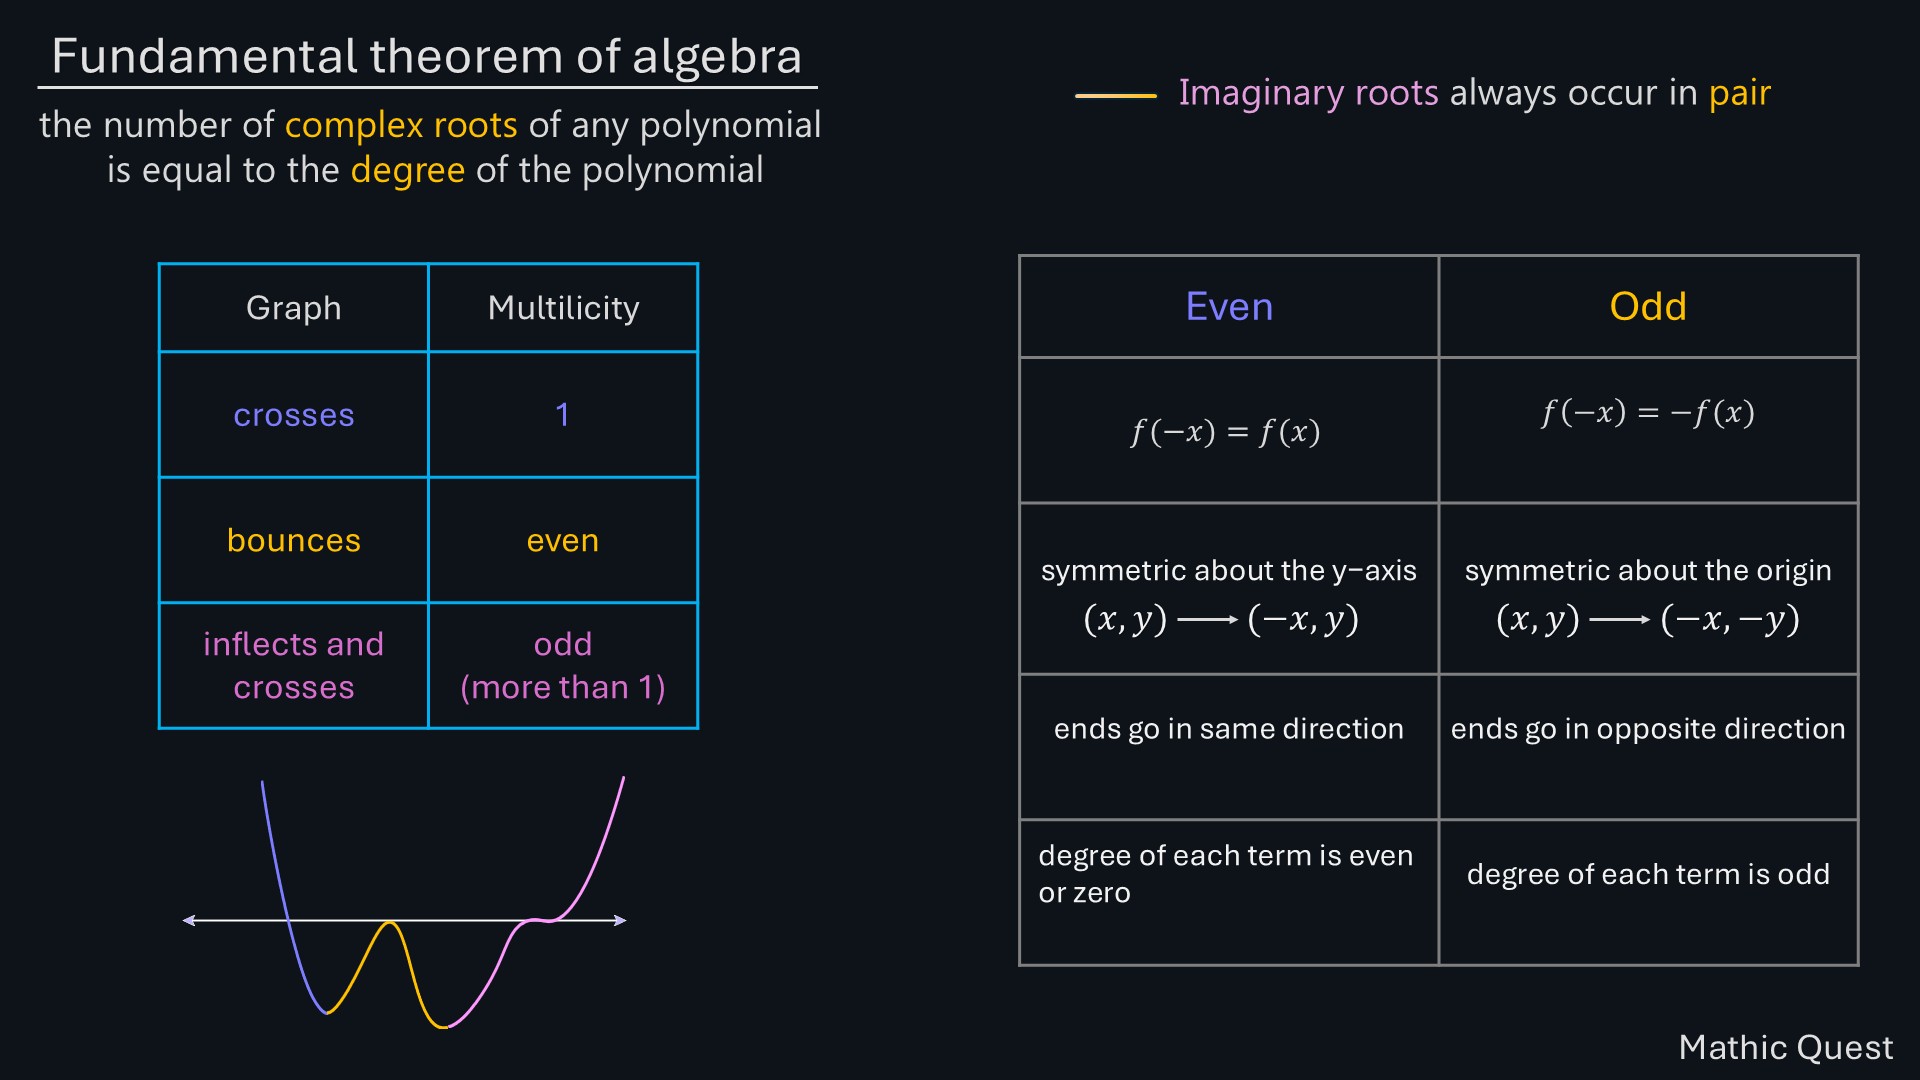 Fundamental theorem of algebra
the number of complex roots of any polynomial
is equal to the degree of the polynomial
Imaginary roots always occur in pair
Graph
Multilicity
crosses
1
bounces
even
inflects and
crosses
odd
(more than 1)
Even
Odd
f(−x) = f(x)
f(−x) = −f(x)
symmetric about the y−axis
(x, y) ⟶ (−x, y)
symmetric about the origin
(x, y) ⟶ (−x, −y)
ends go in same direction
ends go in opposite direction
degree of each term is even
or zero
degree of each term is odd
Mathic Quest